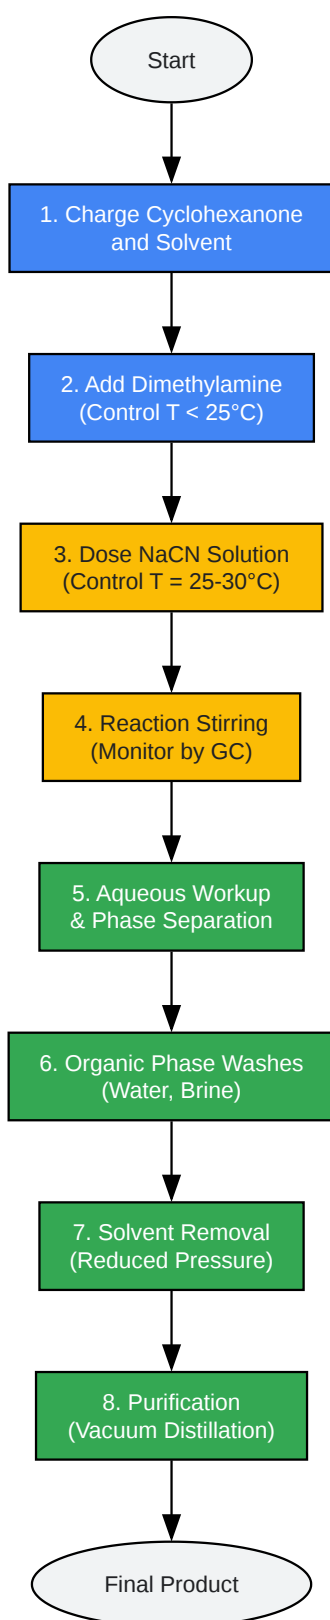 Start
1. Charge Cyclohexanone
and Solvent
2. Add Dimethylamine
(Control T < 25°C)
3. Dose NaCN Solution
(Control T = 25-30°C)
4. Reaction Stirring
(Monitor by GC)
5. Aqueous Workup
& Phase Separation
6. Organic Phase Washes
(Water, Brine)
7. Solvent Removal
(Reduced Pressure)
8. Purification
(Vacuum Distillation)
Final Product